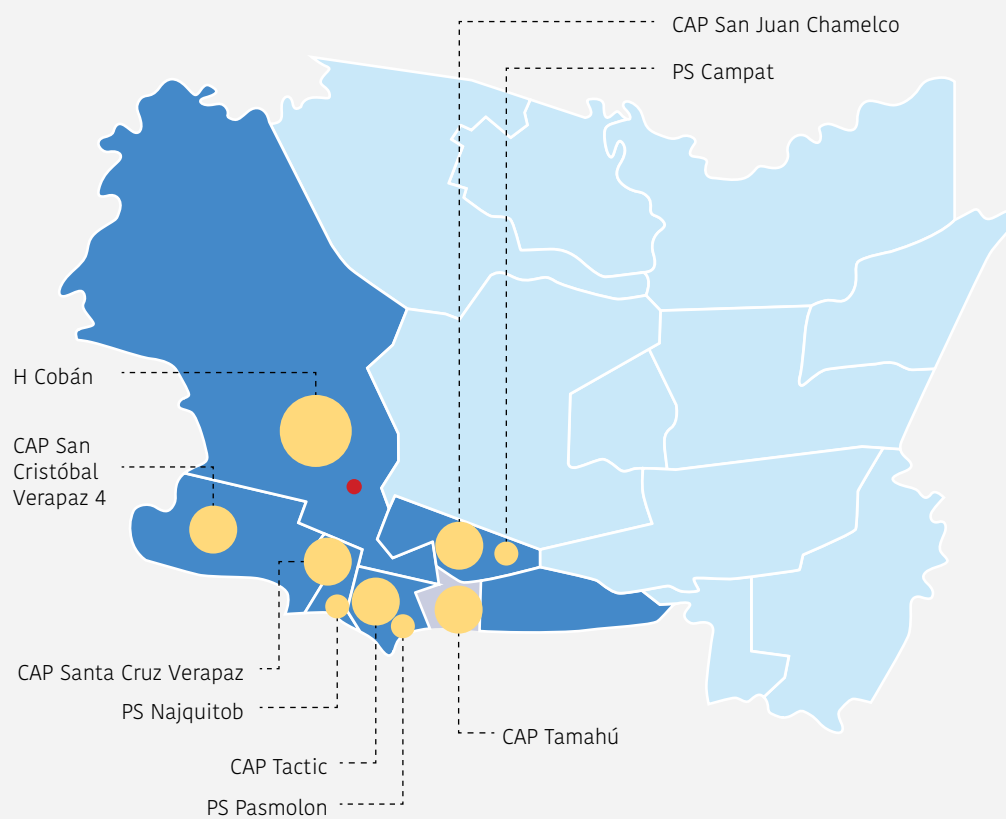 CAP San Juan Chamelco
PS Campat
H Cobán
CAP San
Cristóbal
Verapaz 4
CAP Santa Cruz Verapaz
PS Najquitob
CAP Tamahú
CAP Tactic
PS Pasmolon